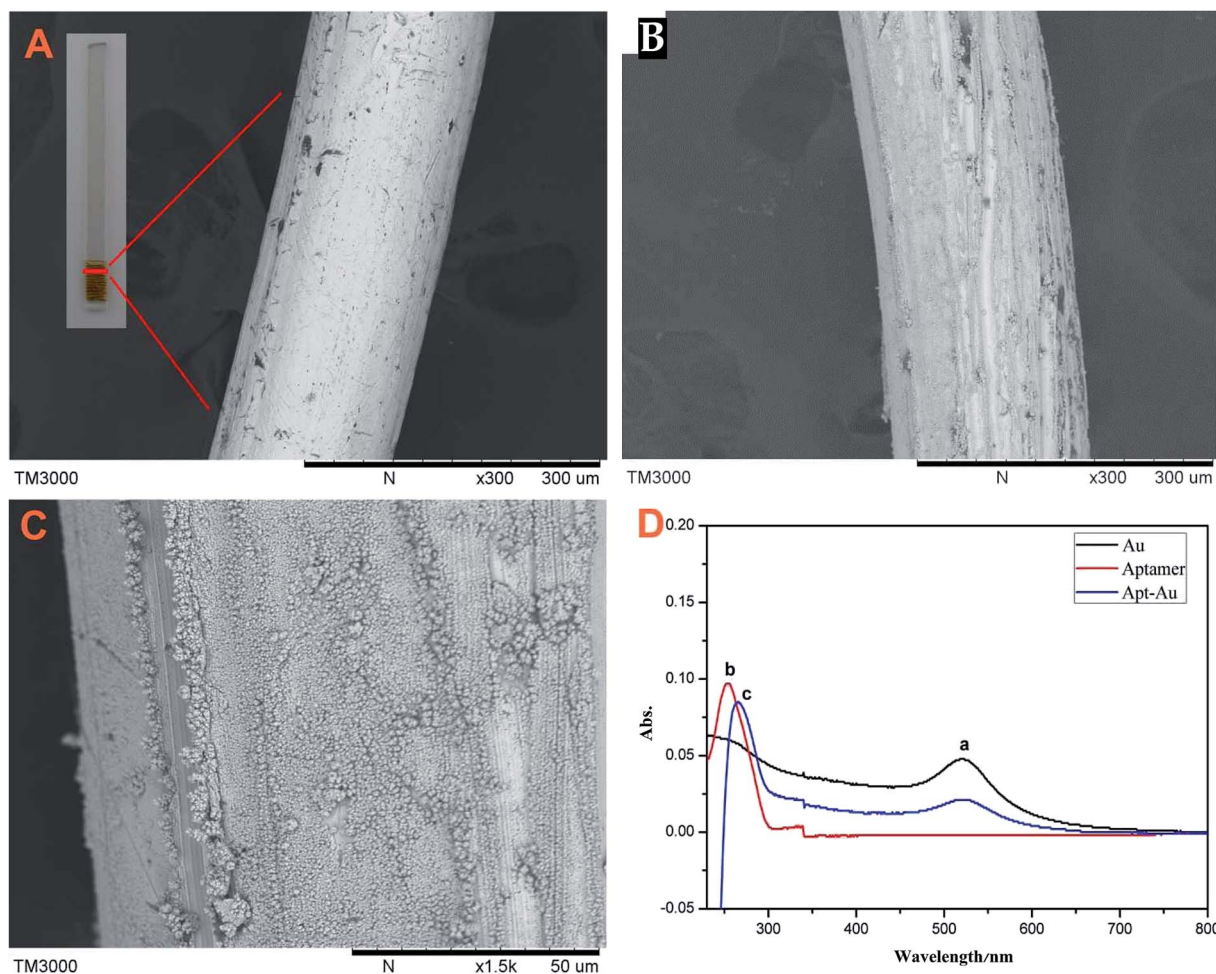 A
TM3000 N x300 300 um
B
TM3000 N x300 300 um
C
TM3000 N x1.5k 50 um
D
Au
Aptamer
Apt-Au
b
c
a
Abs.
0.20
0.15
0.10
0.05
0.00
-0.05
300 400 500 600 700 800
Wavelength/nm